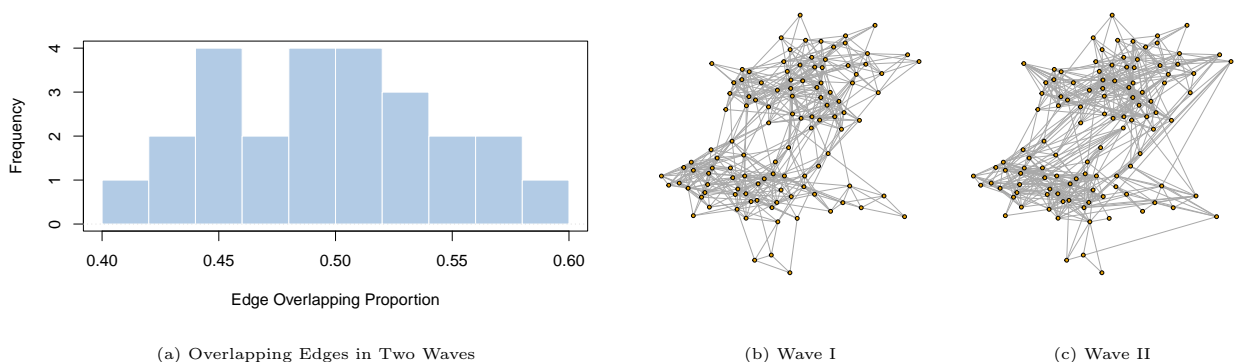 4
3
2
1
0
Frequency
0.40 0.45 0.50 0.55 0.60
Edge Overlapping Proportion
(a) Overlapping Edges in Two Waves
(b) Wave I
(c) Wave II